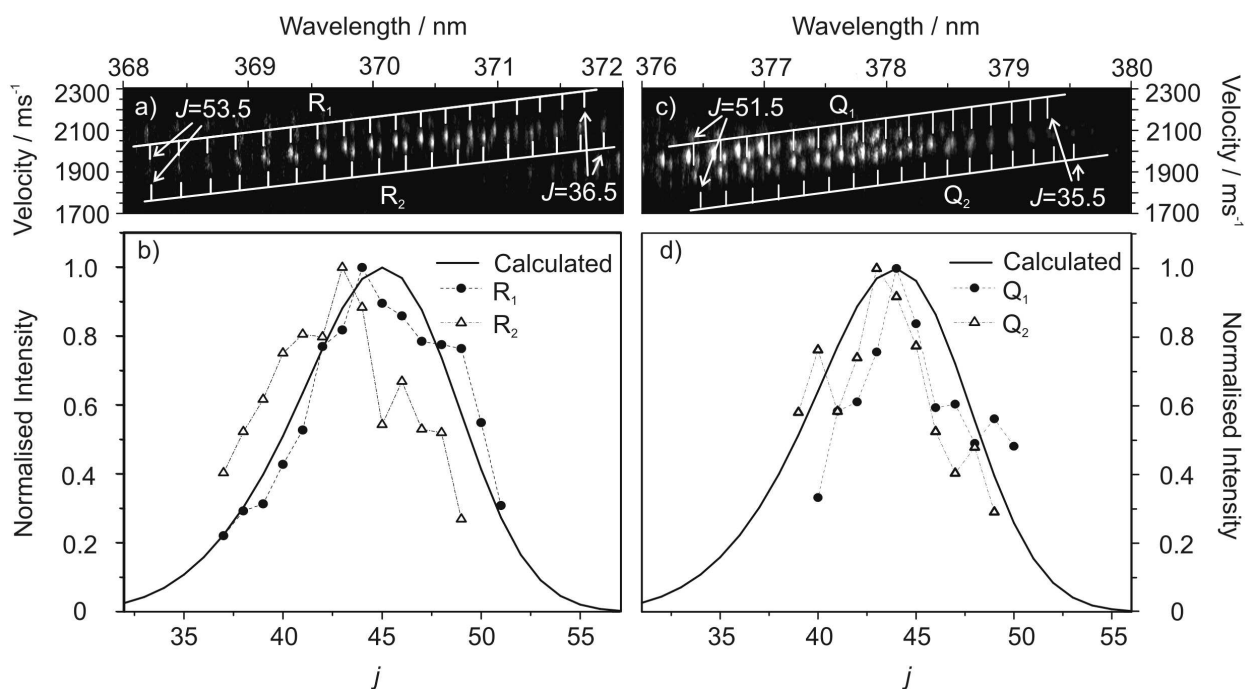 Wavelength / nm
368 369 370 371 372
Velocity / ms⁻¹
2300
2100
1900
1700
a)
J=53.5
R₁
R₂
J=36.5
Wavelength / nm
376 377 378 379 380
c)
J=51.5
Q₁
Q₂
J=35.5
2300
2100
1900
1700
Velocity / ms⁻¹
b)
Calculated
R₁
R₂
Normalised Intensity
1.0
0.8
0.6
0.4
0.2
0
35 40 45 50 55
j
d)
Calculated
Q₁
Q₂
1.0
0.8
0.6
0.4
0.2
0
Normalised Intensity
35 40 45 50 55
j